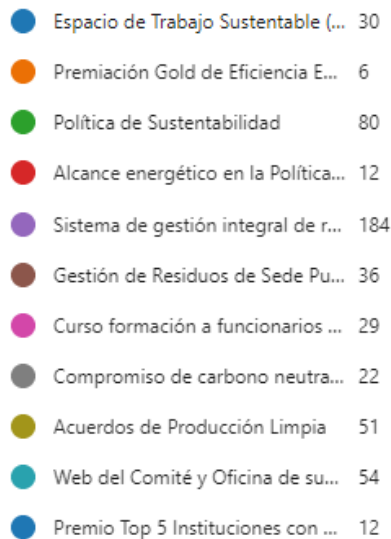 Espacio de Trabajo Sustentable (... 30
Premiación Gold de Eficiencia E... 6
Política de Sustentabilidad 80
Alcance energético en la Política... 12
Sistema de gestión integral de r... 184
Gestión de Residuos de Sede Pu... 36
Curso formación a funcionarios ... 29
Compromiso de carbono neutra... 22
Acuerdos de Producción Limpia 51
Web del Comité y Oficina de su... 54
Premio Top 5 Instituciones con ... 12